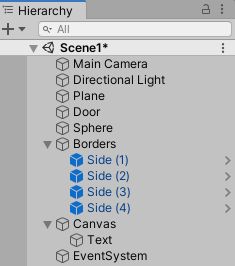 Hierarchy
All
Scene1*
Main Camera
Directional Light
Plane
Door
Sphere
Borders
Side (1)
Side (2)
Side (3)
Side (4)
Canvas
Text
EventSystem